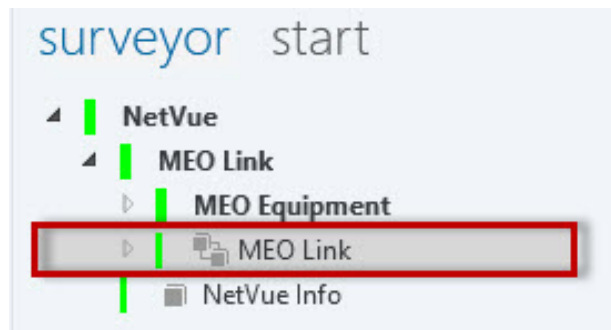 surveyor start
NetVue
MEO Link
MEO Equipment
MEO Link
NetVue Info